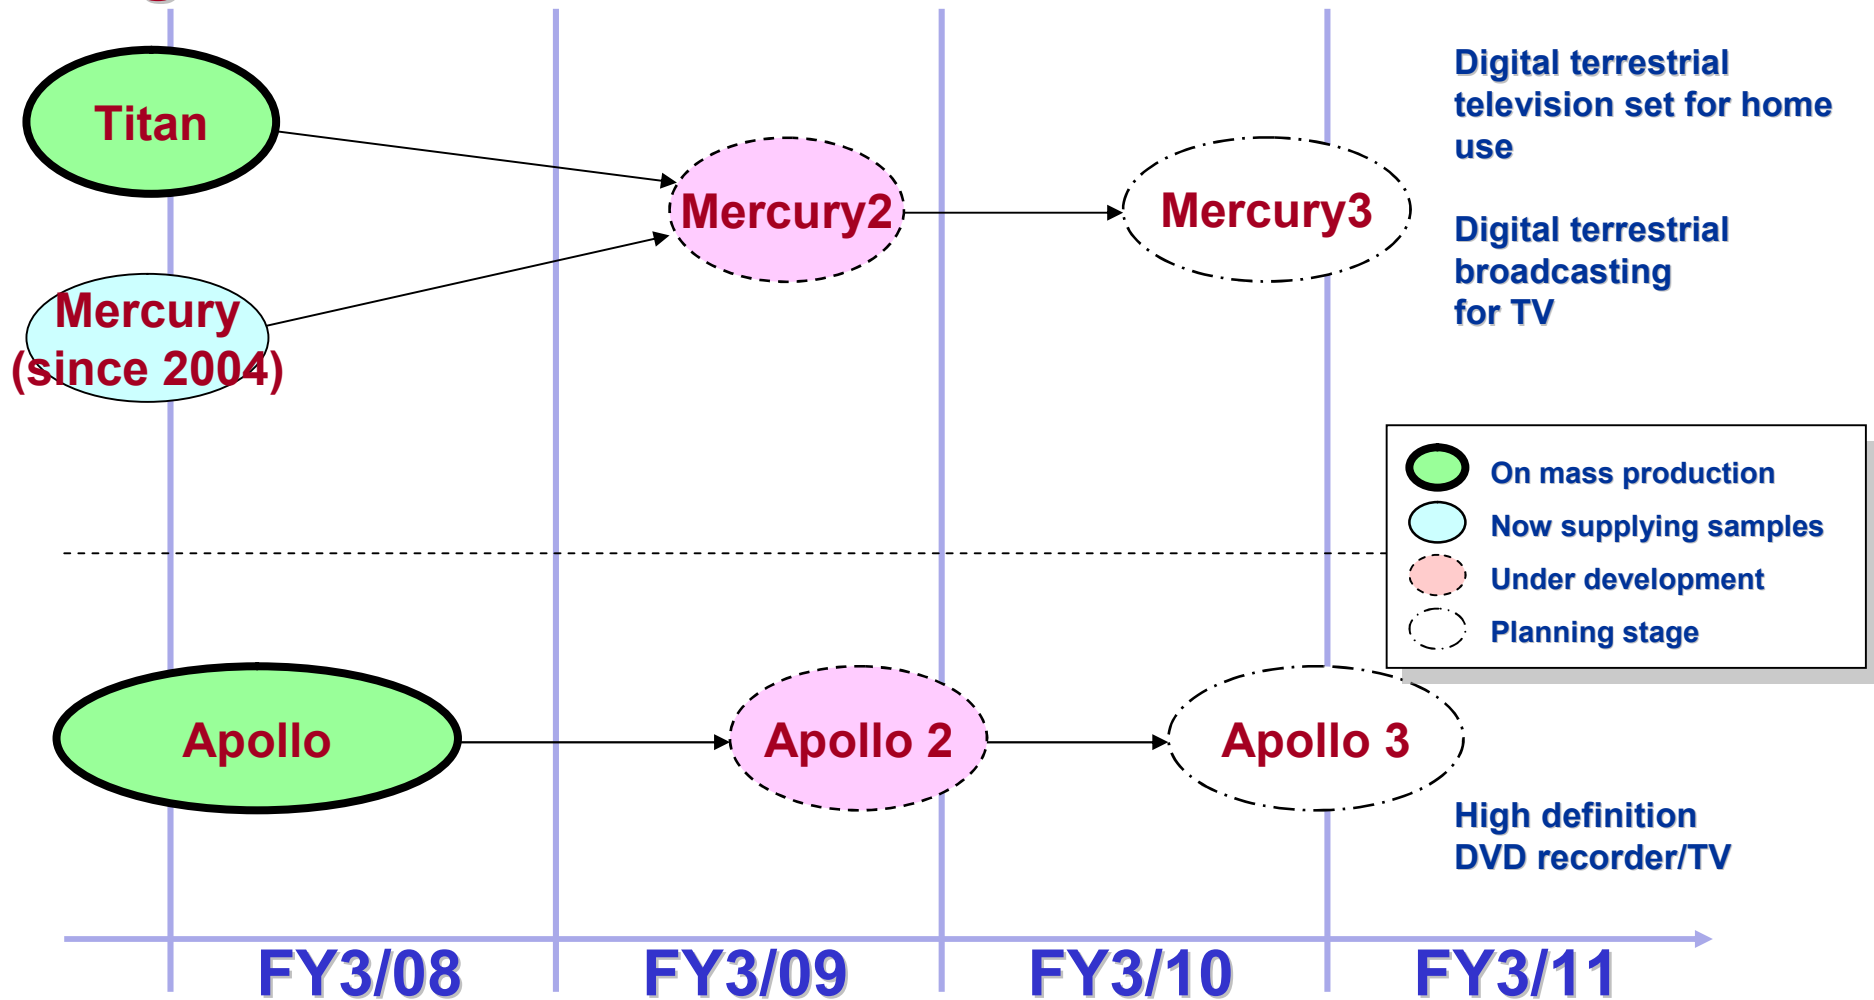 Titan
Mercury2
Mercury3
Mercury
(since 2004)
Digital terrestrial
television set for home
use
Digital terrestrial
broadcasting
for TV
On mass production
Now supplying samples
Under development
Planning stage
Apollo
Apollo 2
Apollo 3
High definition
DVD recorder/TV
FY3/08
FY3/09
FY3/10
FY3/11